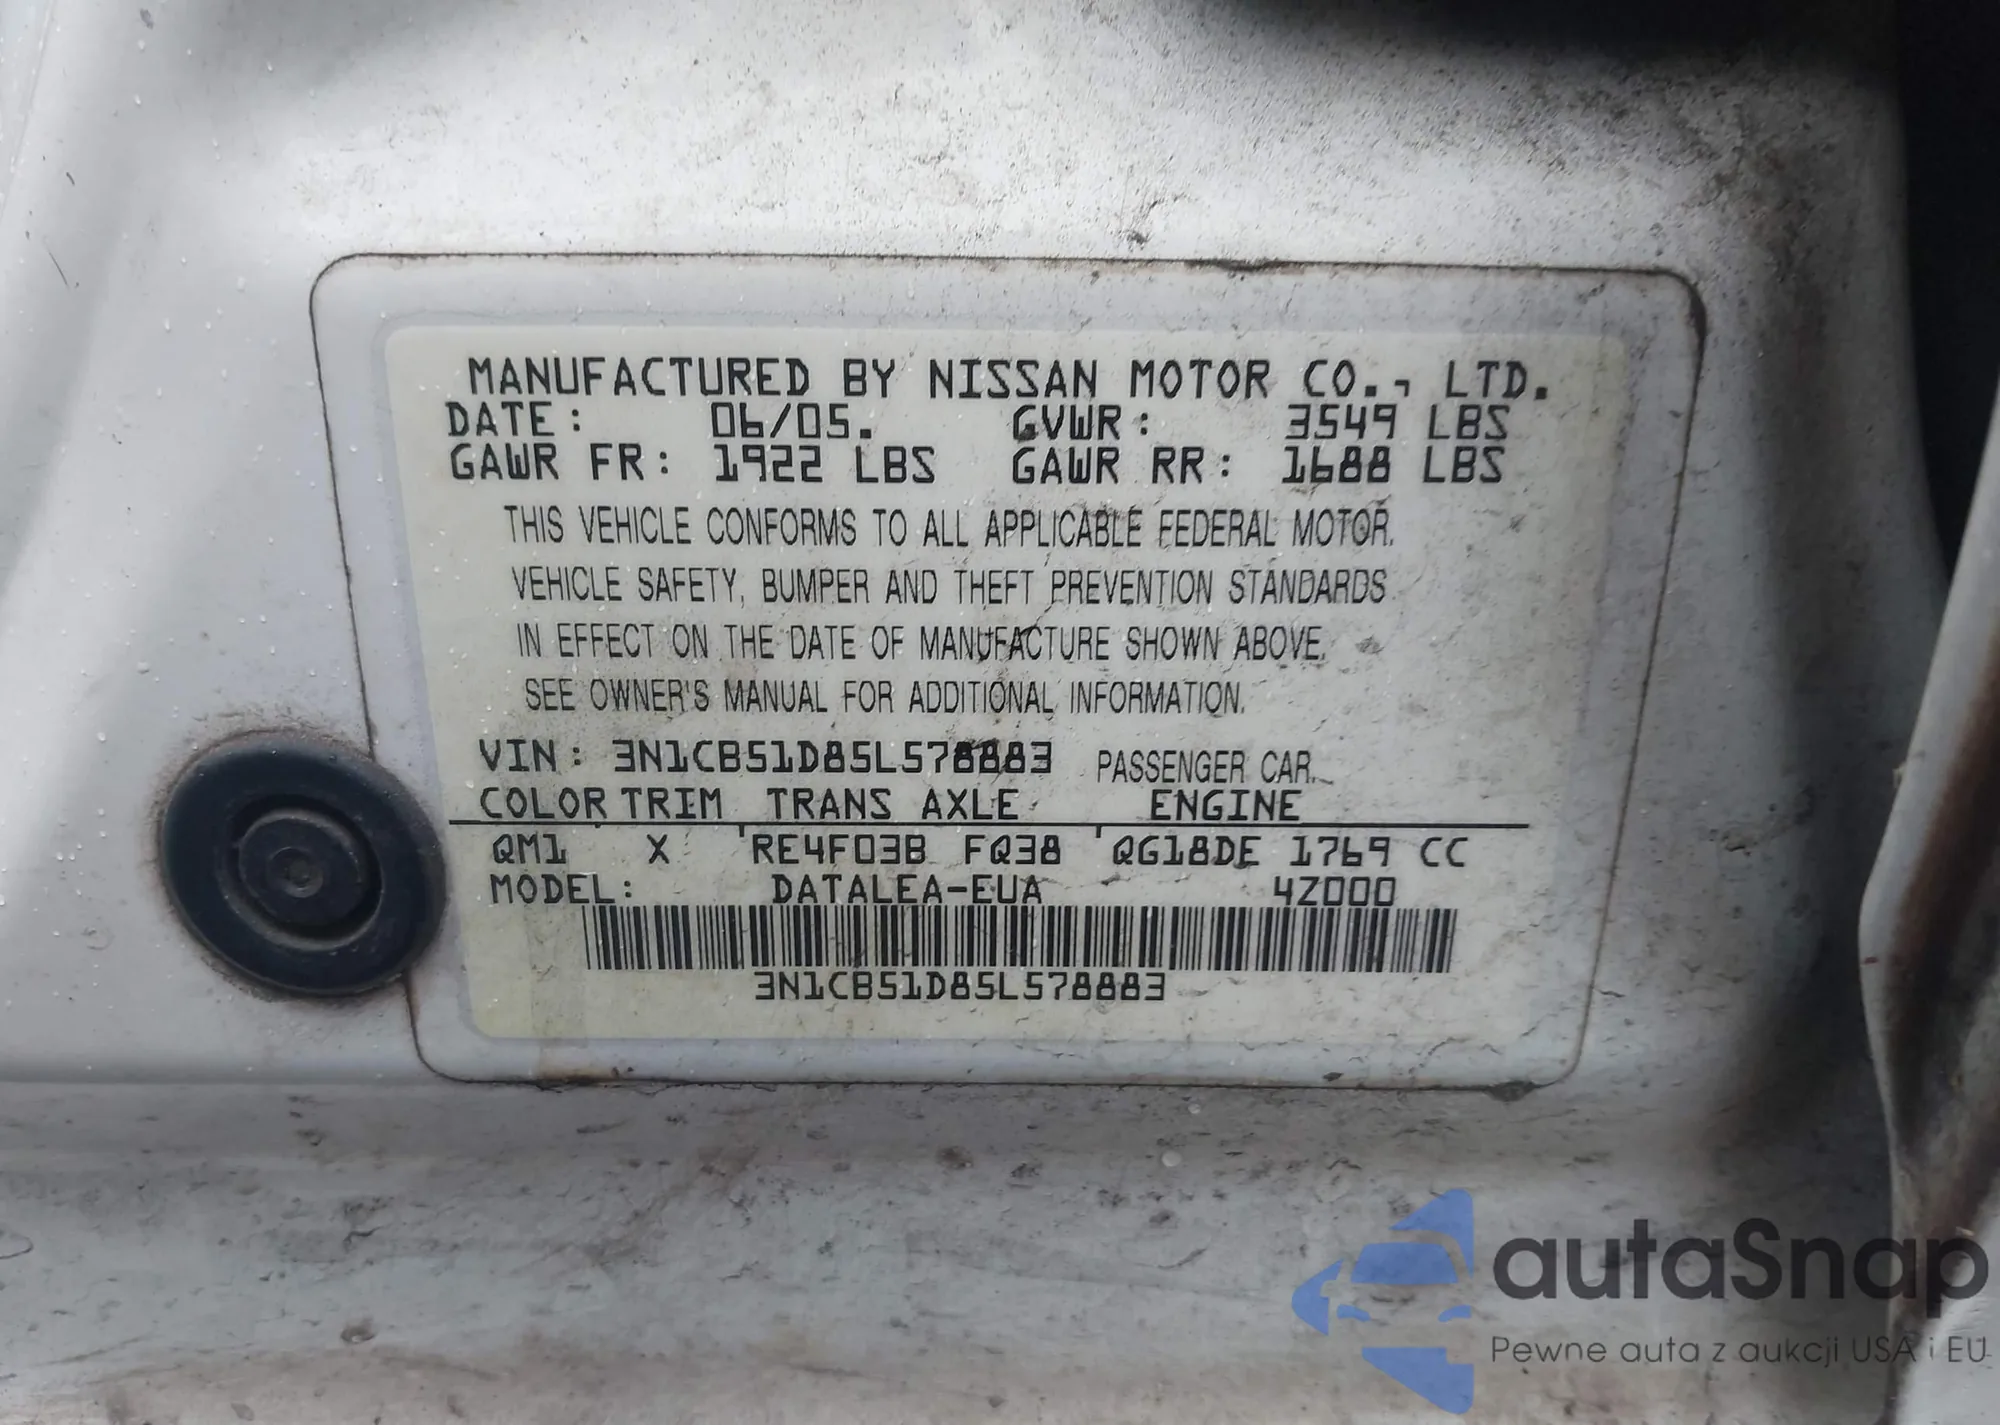 MANUFACTURED BY NISSAN MOTOR CO., LTD.
DATE: 06/05. GVWR: 3549 LBS
GAWR FR: 1922 LBS GAWR RR: 1688 LBS
THIS VEHICLE CONFORMS TO ALL APPLICABLE FEDERAL MOTOR.
VEHICLE SAFETY, BUMPER AND THEFT PREVENTION STANDARDS
IN EFFECT ON THE DATE OF MANUFACTURE SHOWN ABOVE.
SEE OWNER'S MANUAL FOR ADDITIONAL INFORMATION.
VIN: 3N1CB51D85L578883 PASSENGER CAR.
COLOR TRIM TRANS AXLE ENGINE
QM1 X RE4F03B FQ38 QG18DE 1769 CC
MODEL: DATALEA-EUA 4Z000
3N1CB51D85L578883
autaSnap
Pewne auta z aukcji USA i EU